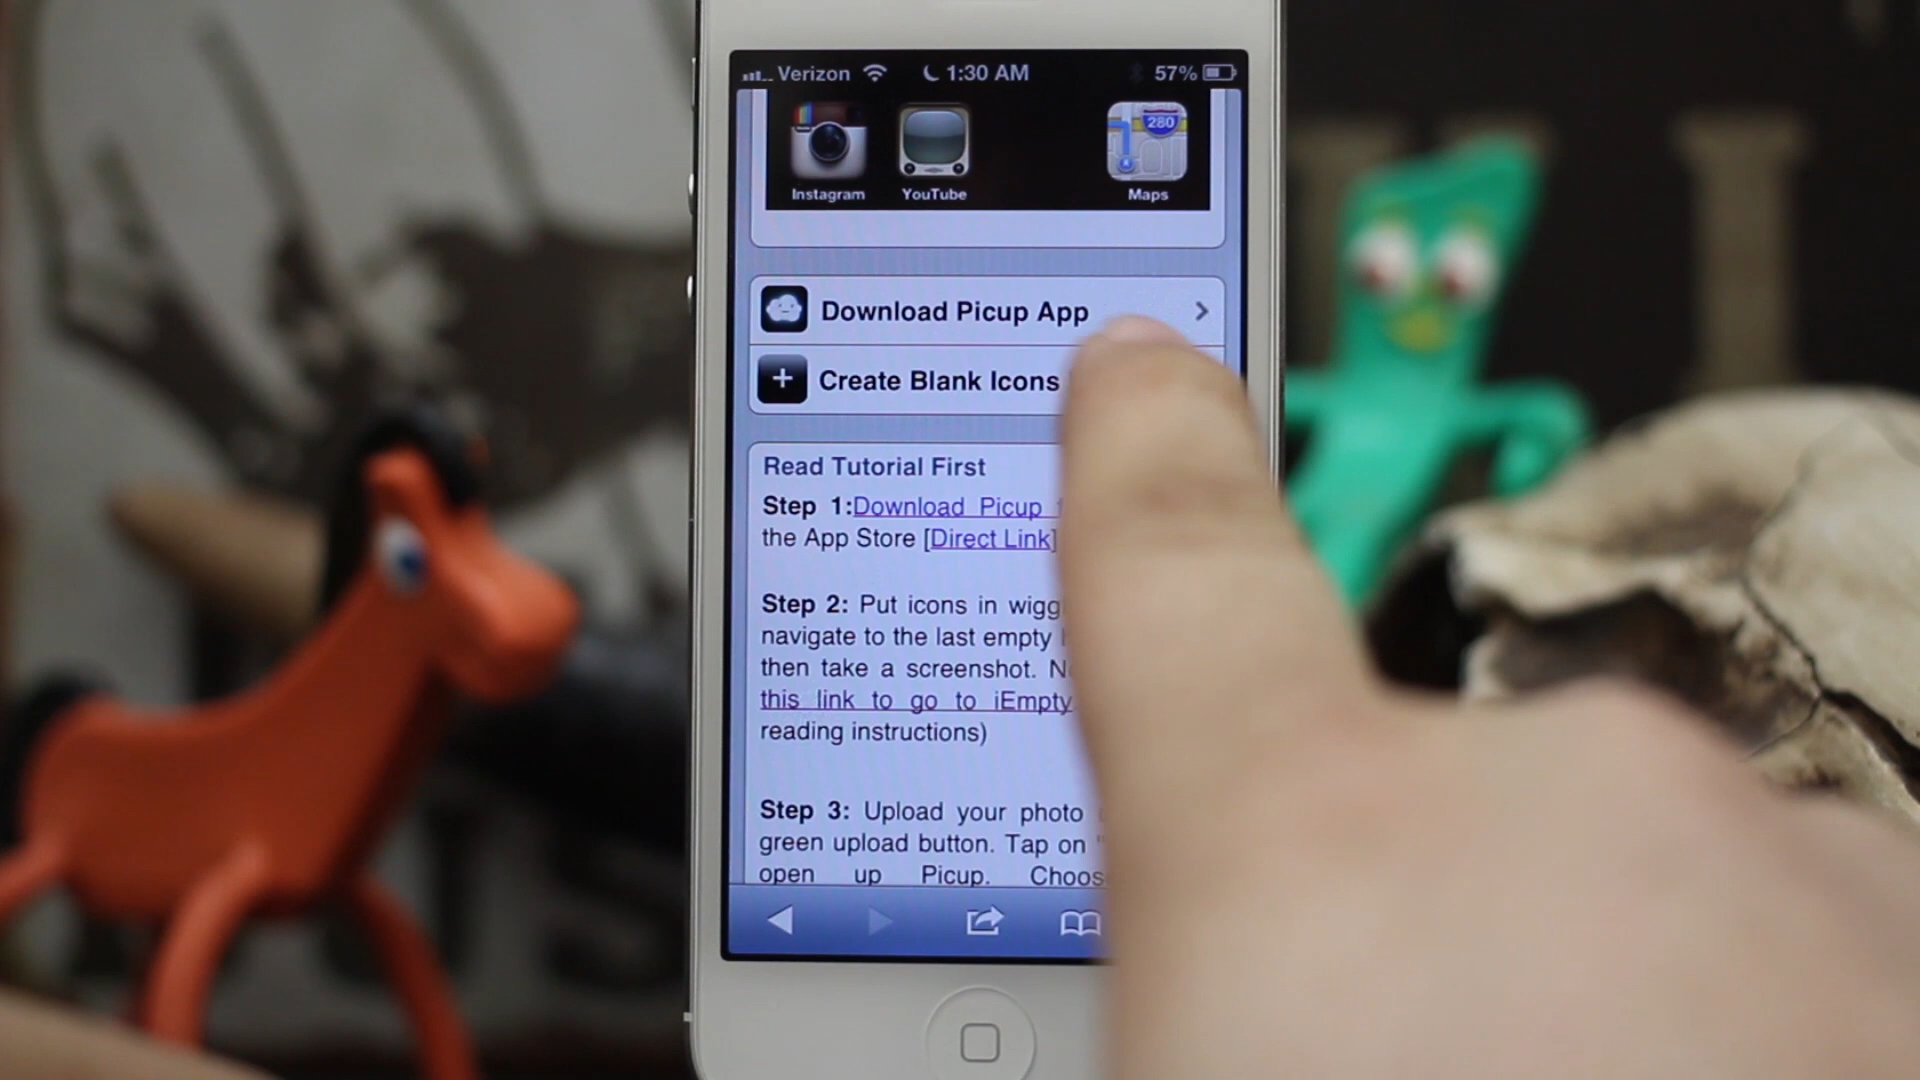 Verizon 1:30 AM 57%
280
Instagram YouTube Maps
Download Picup App
Create Blank Icons
Read Tutorial First
Step 1:Download Picup
the App Store [Direct Link]
Step 2: Put icons in
navigate to the last empty
then take a screenshot.
this link to go to iEmpty
reading instructions)
Step 3: Upload your photo
green upload button. Tap on "
open up Picup.